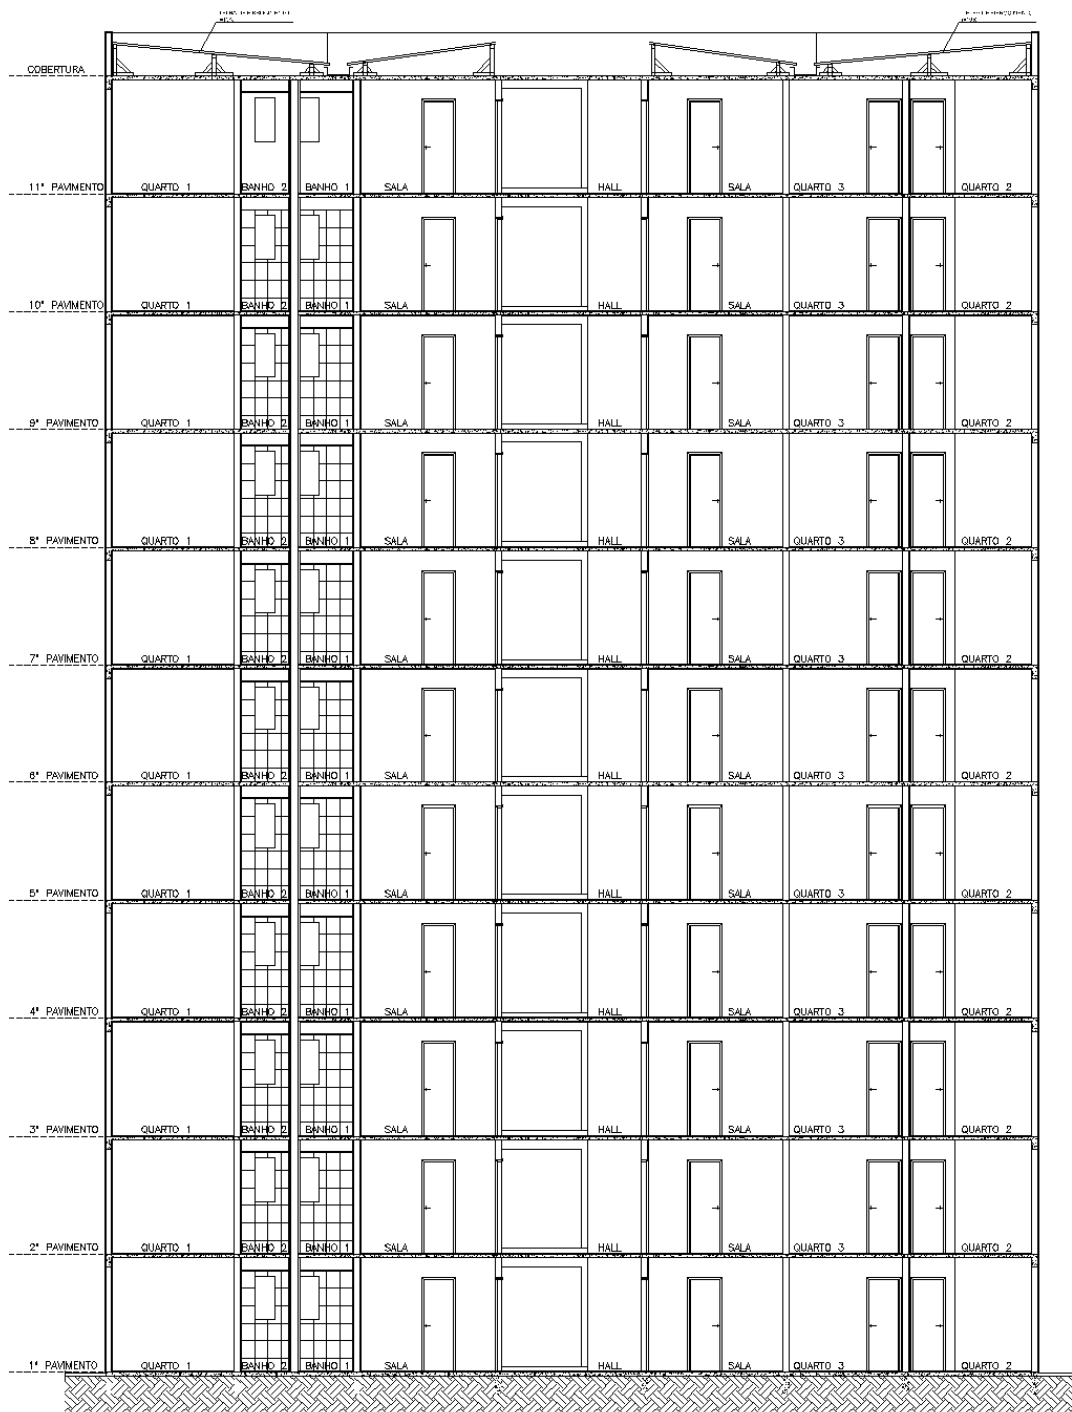 COBERTURA
11° PAVIMENTO QUARTO 1 BANHO 2 BANHO 1 SALA HALL SALA QUARTO 3 QUARTO 2
10° PAVIMENTO QUARTO 1 BANHO 2 BANHO 1 SALA HALL SALA QUARTO 3 QUARTO 2
9° PAVIMENTO QUARTO 1 BANHO 2 BANHO 1 SALA HALL SALA QUARTO 3 QUARTO 2
8° PAVIMENTO QUARTO 1 BANHO 2 BANHO 1 SALA HALL SALA QUARTO 3 QUARTO 2
7° PAVIMENTO QUARTO 1 BANHO 2 BANHO 1 SALA HALL SALA QUARTO 3 QUARTO 2
6° PAVIMENTO QUARTO 1 BANHO 2 BANHO 1 SALA HALL SALA QUARTO 3 QUARTO 2
5° PAVIMENTO QUARTO 1 BANHO 2 BANHO 1 SALA HALL SALA QUARTO 3 QUARTO 2
4° PAVIMENTO QUARTO 1 BANHO 2 BANHO 1 SALA HALL SALA QUARTO 3 QUARTO 2
3° PAVIMENTO QUARTO 1 BANHO 2 BANHO 1 SALA HALL SALA QUARTO 3 QUARTO 2
2° PAVIMENTO QUARTO 1 BANHO 2 BANHO 1 SALA HALL SALA QUARTO 3 QUARTO 2
1° PAVIMENTO QUARTO 1 BANHO 2 BANHO 1 SALA HALL SALA QUARTO 3 QUARTO 2